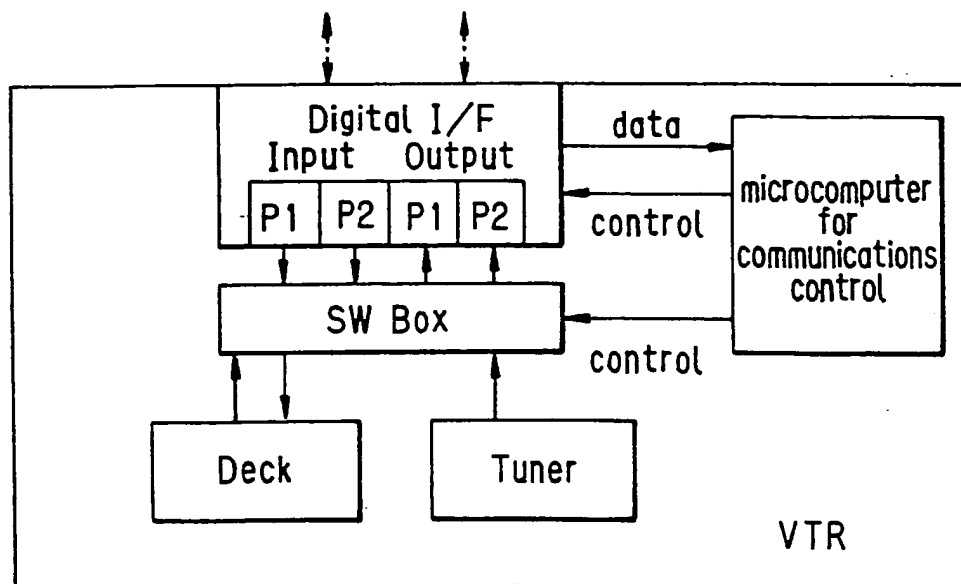 Digital I/F
Input Output
P1 P2 P1 P2
data
control
microcomputer
for
communications
control
SW Box
control
Deck
Tuner
VTR